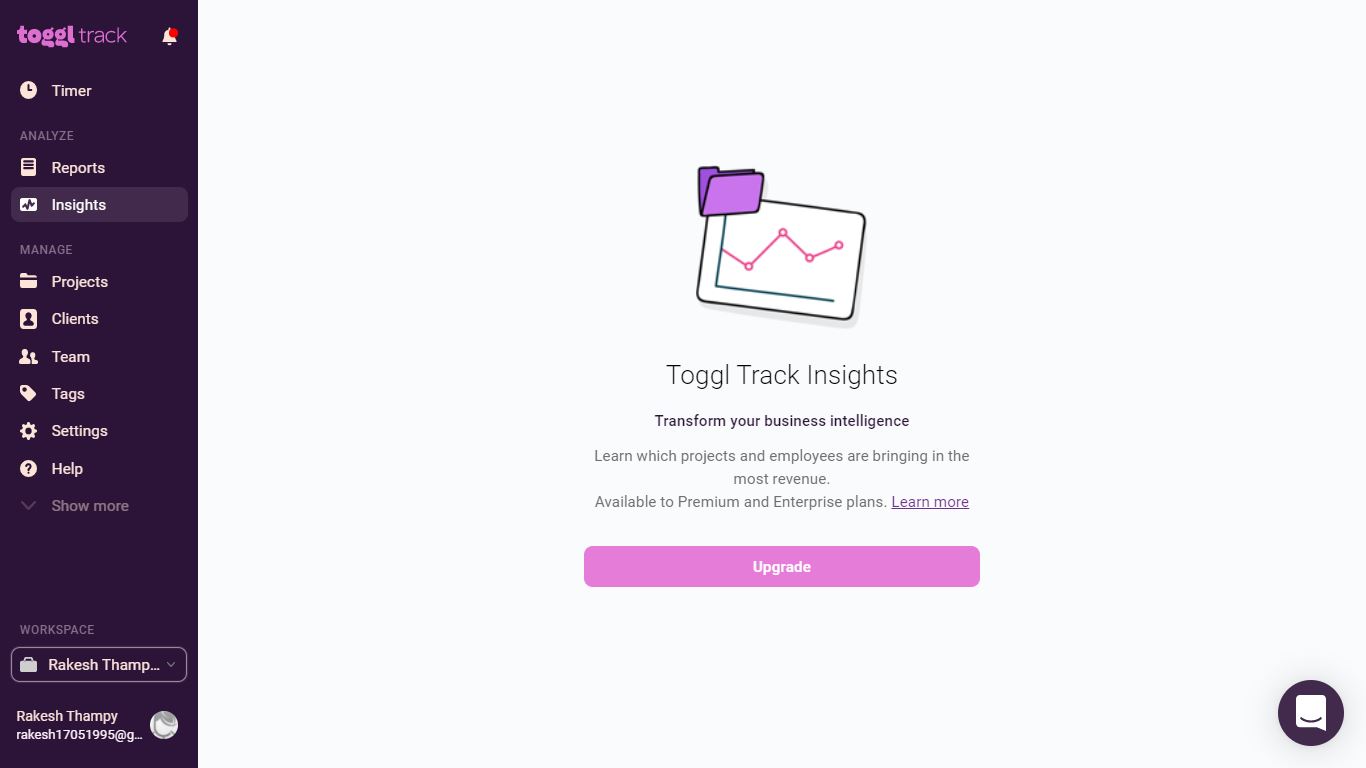 toggl track
Timer
ANALYZE
Reports
Insights
MANAGE
Projects
Clients
Team
Tags
Settings
Help
Show more
WORKSPACE
Rakesh Thamp...
Rakesh Thampy
rakesh17051995@g...
Toggl Track Insights
Transform your business intelligence
Learn which projects and employees are bringing in the
most revenue.
Available to Premium and Enterprise plans. Learn more
Upgrade